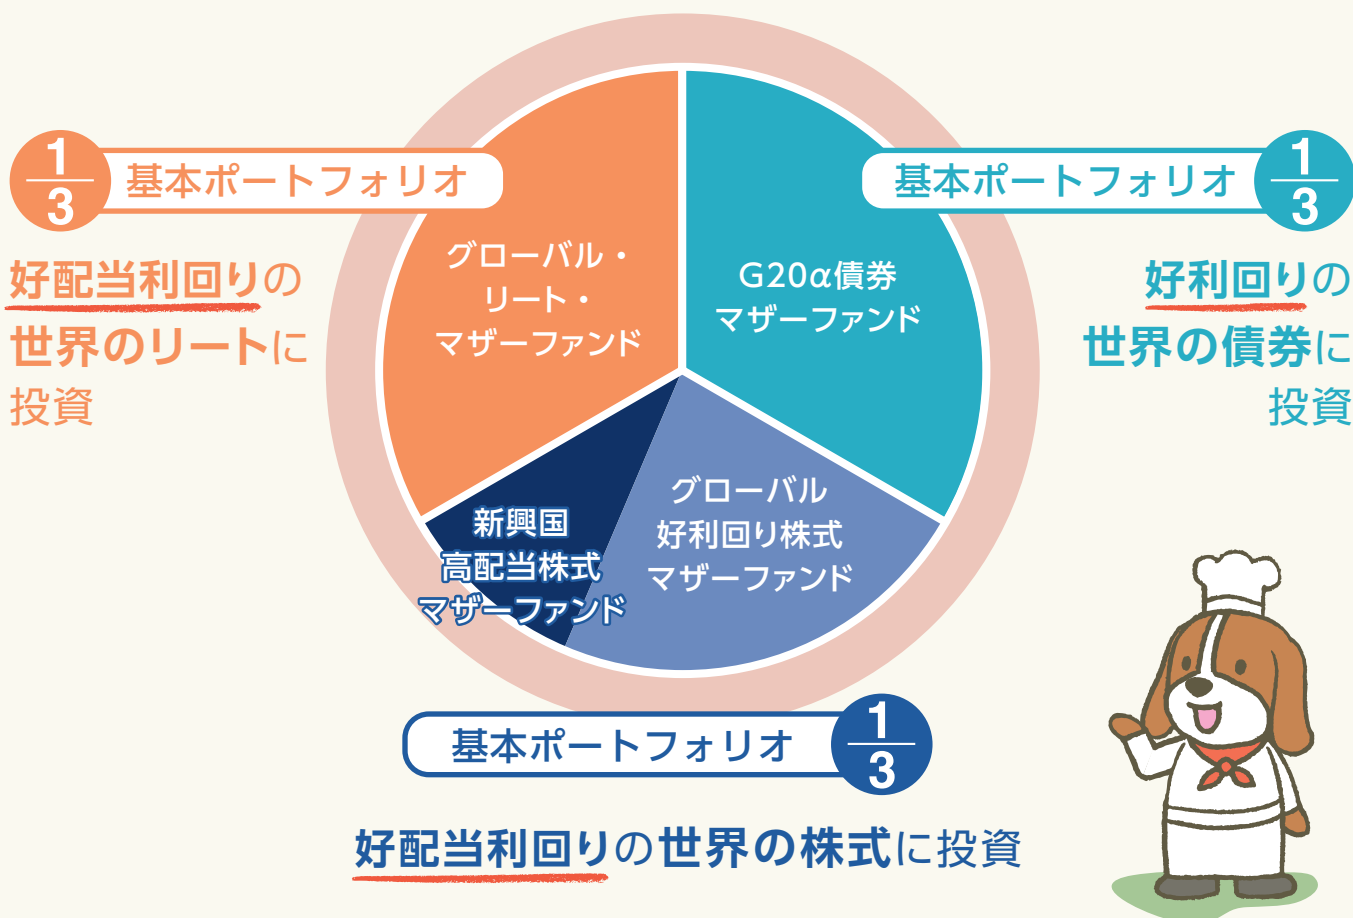 1
3
基本ポートフォリオ
好配当利回りの
世界のリートに
投資
グローバル・
リート・
マザーファンド
基本ポートフォリオ
1
3
好利回りの
世界の債券に
投資
G20α債券
マザーファンド
新興国
高配当株式
マザーファンド
グローバル
好利回り株式
マザーファンド
基本ポートフォリオ
1
3
好配当利回りの世界の株式に投資